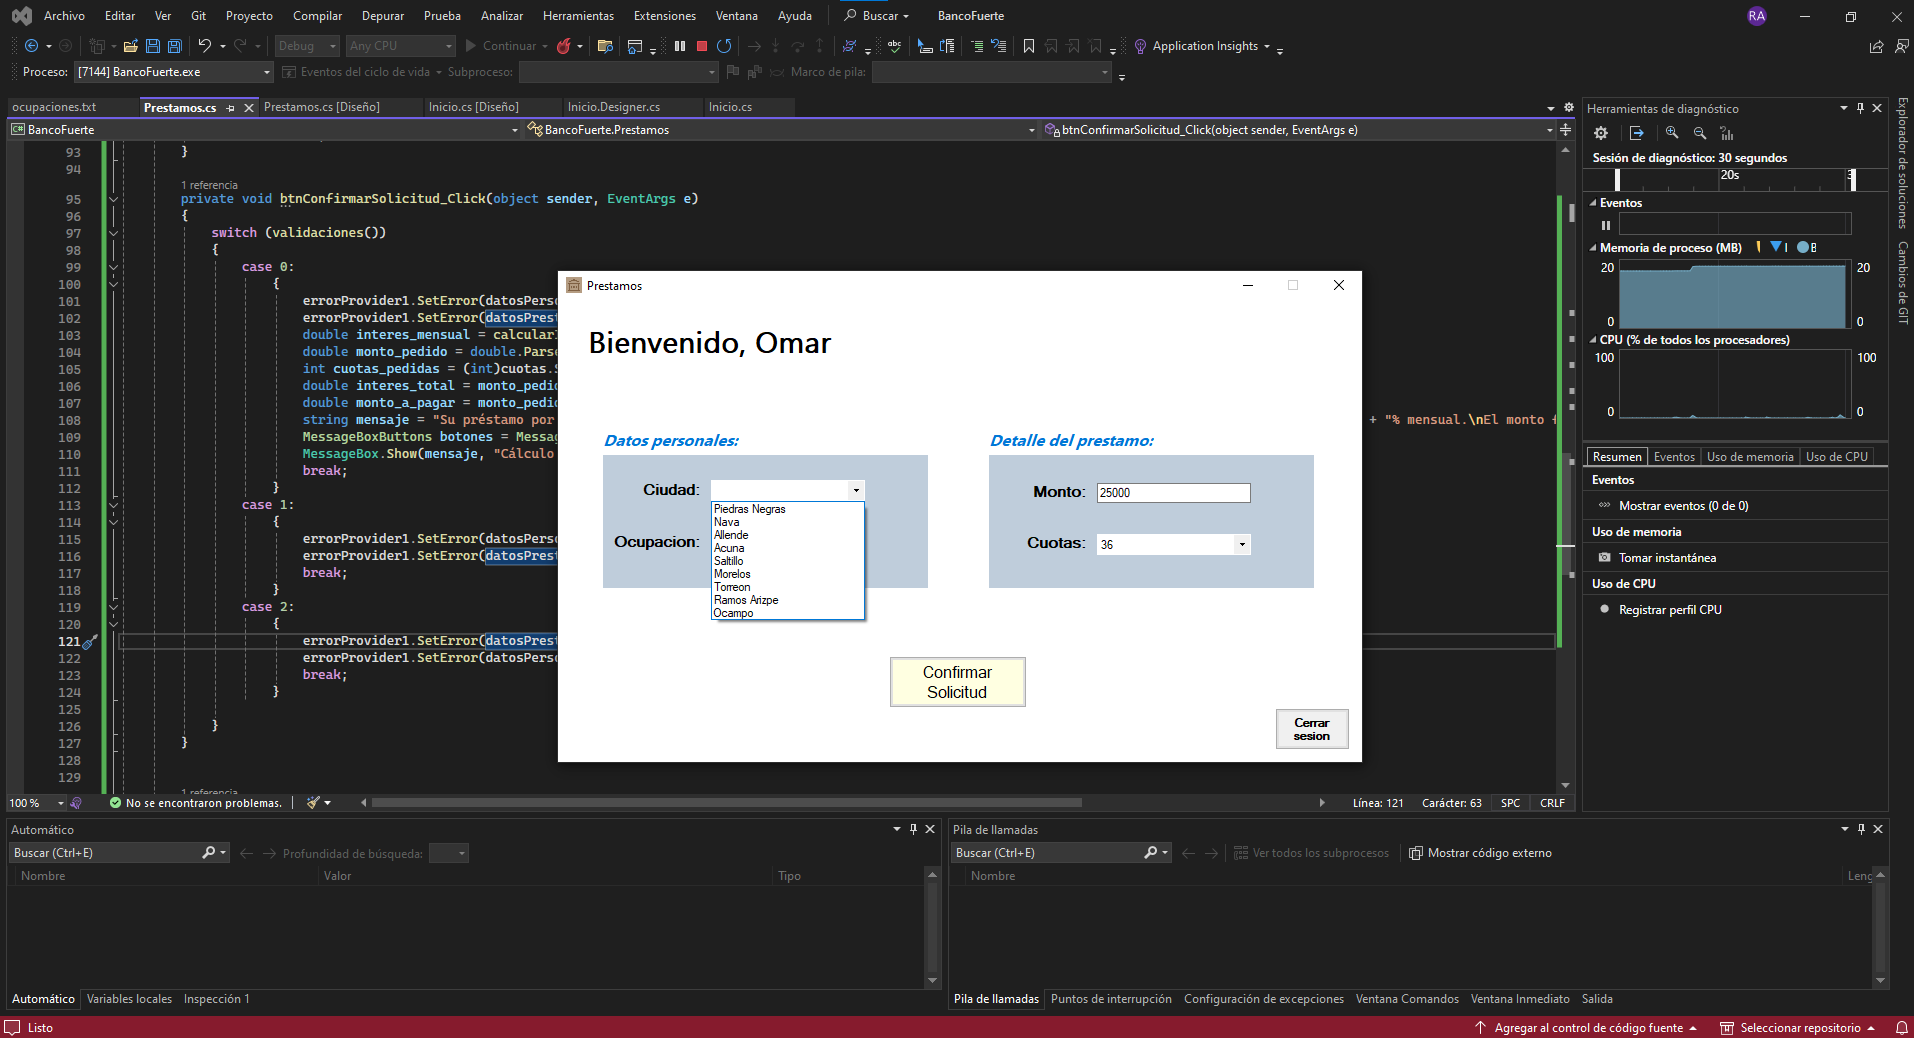 Archivo Editar Ver Git Proyecto Compilar Depurar Prueba Analizar Herramientas Extensiones Ventana Ayuda Buscar BancoFuerte RA
Debug Any CPU Continuar abc Application Insights
Proceso: [7144] BancoFuerte.exe Eventos del ciclo de vida Subproceso: Marco de pila:
ocupaciones.txt Prestamos.cs Prestamos.cs [Diseño] Inicio.cs [Diseño] Inicio.Designer.cs Inicio.cs
C# BancoFuerte BancoFuerte.Prestamos btnConfirmarSolicitud_Click(object sender, EventArgs e)
93 }
94
1 referencia
95 private void btnConfirmarSolicitud_Click(object sender, EventArgs e)
96 {
97 switch (validaciones())
98 {
99 case 0:
100 {
101 errorProvider1.SetError(datosPerso
102 errorProvider1.SetError(datosPrest
103 double interes_mensual = calcularI
104 double monto_pedido = double.Parse
105 int cuotas_pedidas = (int)cuotas.S
106 double interes_total = monto_pedid
107 double monto_a_pagar = monto_pedid
108 string mensaje = "Su préstamo por + "% mensual.\nEl monto
109 MessageBoxButtons botones = Messag
110 MessageBox.Show(mensaje, "Cálculo
111 break;
112 }
113 case 1:
114 {
115 errorProvider1.SetError(datosPerso
116 errorProvider1.SetError(datosPrest
117 break;
118 }
119 case 2:
120 {
121 errorProvider1.SetError(datosPrest
122 errorProvider1.SetError(datosPerso
123 break;
124 }
125
126 }
127 }
128
129
1 referencia
Prestamos
Bienvenido, Omar
Datos personales:
Ciudad:
Piedras Negras
Nava
Allende
Acuna
Saltillo
Morelos
Torreon
Ramos Arizpe
Ocampo
Ocupacion:
Detalle del prestamo:
Monto: 25000
Cuotas: 36
Confirmar
Solicitud
Cerrar
sesion
100 % No se encontraron problemas. Línea: 121 Carácter: 63 SPC CRLF
Herramientas de diagnóstico
Sesión de diagnóstico: 30 segundos
20s 3
Eventos
Memoria de proceso (MB) I B
20 20
0 0
CPU (% de todos los procesadores)
100 100
0 0
Resumen Eventos Uso de memoria Uso de CPU
Eventos
Mostrar eventos (0 de 0)
Uso de memoria
Tomar instantánea
Uso de CPU
Registrar perfil CPU
Explorador de soluciones
Cambios de GIT
Automático
Buscar (Ctrl+E) Profundidad de búsqueda:
Nombre Valor Tipo
Automático Variables locales Inspección 1
Pila de llamadas
Buscar (Ctrl+E) Ver todos los subprocesos Mostrar código externo
Nombre Leng
Pila de llamadas Puntos de interrupción Configuración de excepciones Ventana Comandos Ventana Inmediato Salida
Listo Agregar al control de código fuente Seleccionar repositorio